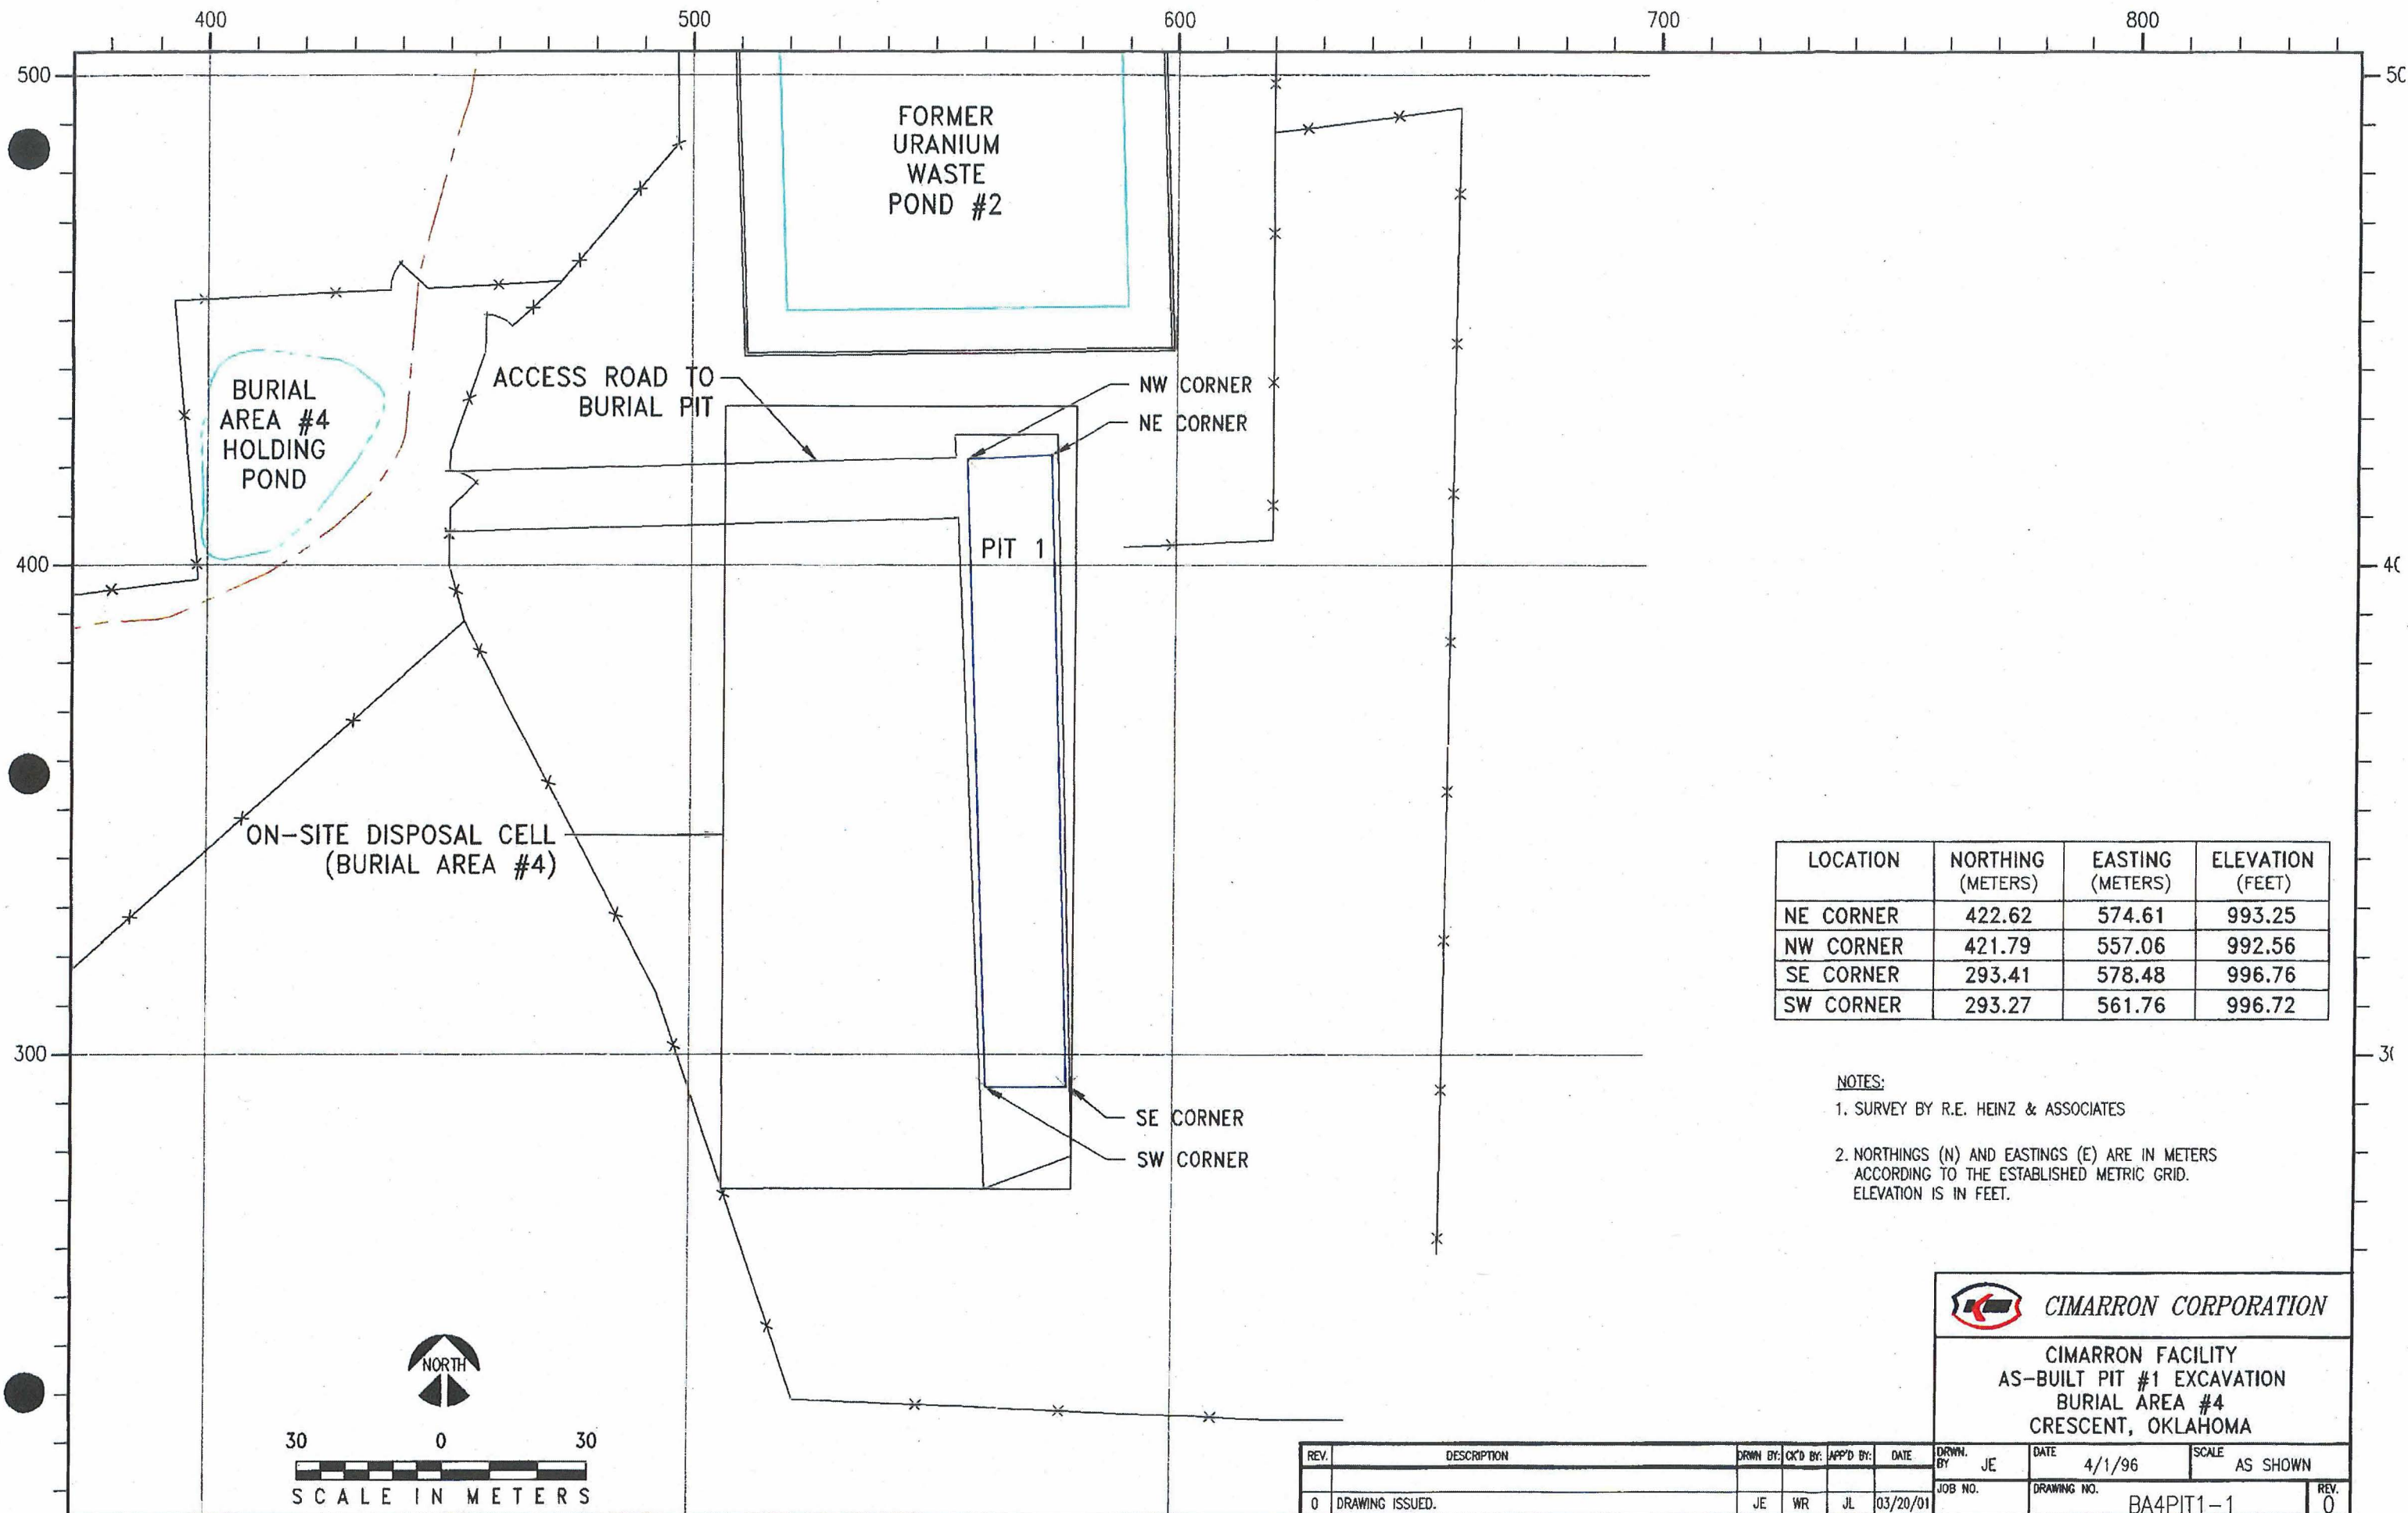 400 500 600 700 800
500
400
300
FORMER
URANIUM
WASTE
POND #2
ACCESS ROAD TO
BURIAL PIT
NW CORNER
NE CORNER
BURIAL
AREA #4
HOLDING
POND
PIT 1
ON-SITE DISPOSAL CELL
(BURIAL AREA #4)
SE CORNER
SW CORNER
LOCATION NORTHING (METERS) EASTING (METERS) ELEVATION (FEET)
NE CORNER 422.62 574.61 993.25
NW CORNER 421.79 557.06 992.56
SE CORNER 293.41 578.48 996.76
SW CORNER 293.27 561.76 996.72
NOTES:
1. SURVEY BY R.E. HEINZ & ASSOCIATES
2. NORTHINGS (N) AND EASTINGS (E) ARE IN METERS
ACCORDING TO THE ESTABLISHED METRIC GRID.
ELEVATION IS IN FEET.
NORTH
30 0 30
SCALE IN METERS
CIMARRON CORPORATION
CIMARRON FACILITY
AS-BUILT PIT #1 EXCAVATION
BURIAL AREA #4
CRESCENT, OKLAHOMA
REV. DESCRIPTION DRWN BY: CK'D BY: APP'D BY: DATE
0 DRAWING ISSUED. JE WR JL 03/20/01
DRWN. BY JE DATE 4/1/96 SCALE AS SHOWN
JOB NO. DRAWING NO. BA4PIT1-1 REV. 0